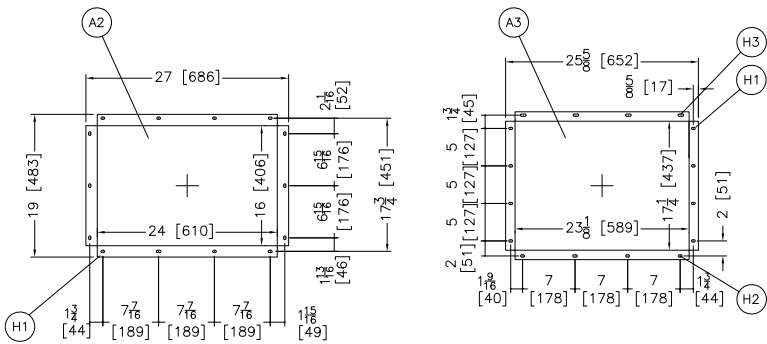 A2
27 [686]
2 1/16 [52]
19 [483]
16 [406]
6 15/16 [176]
6 15/16 [176]
17 3/4 [451]
24 [610]
1 13/16 [46]
H1
1 3/4 [44]
7 7/16 [189]
7 7/16 [189]
7 7/16 [189]
1 15/16 [49]
A3
H3
25 5/8 [652]
5/8 [17]
H1
1 3/4 [45]
5 [127]
5 [127]
5 [127]
2 [51]
17 1/4 [437]
2 [51]
23 1/8 [589]
1 9/16 [40]
7 [178]
7 [178]
7 [178]
1 3/4 [44]
H2